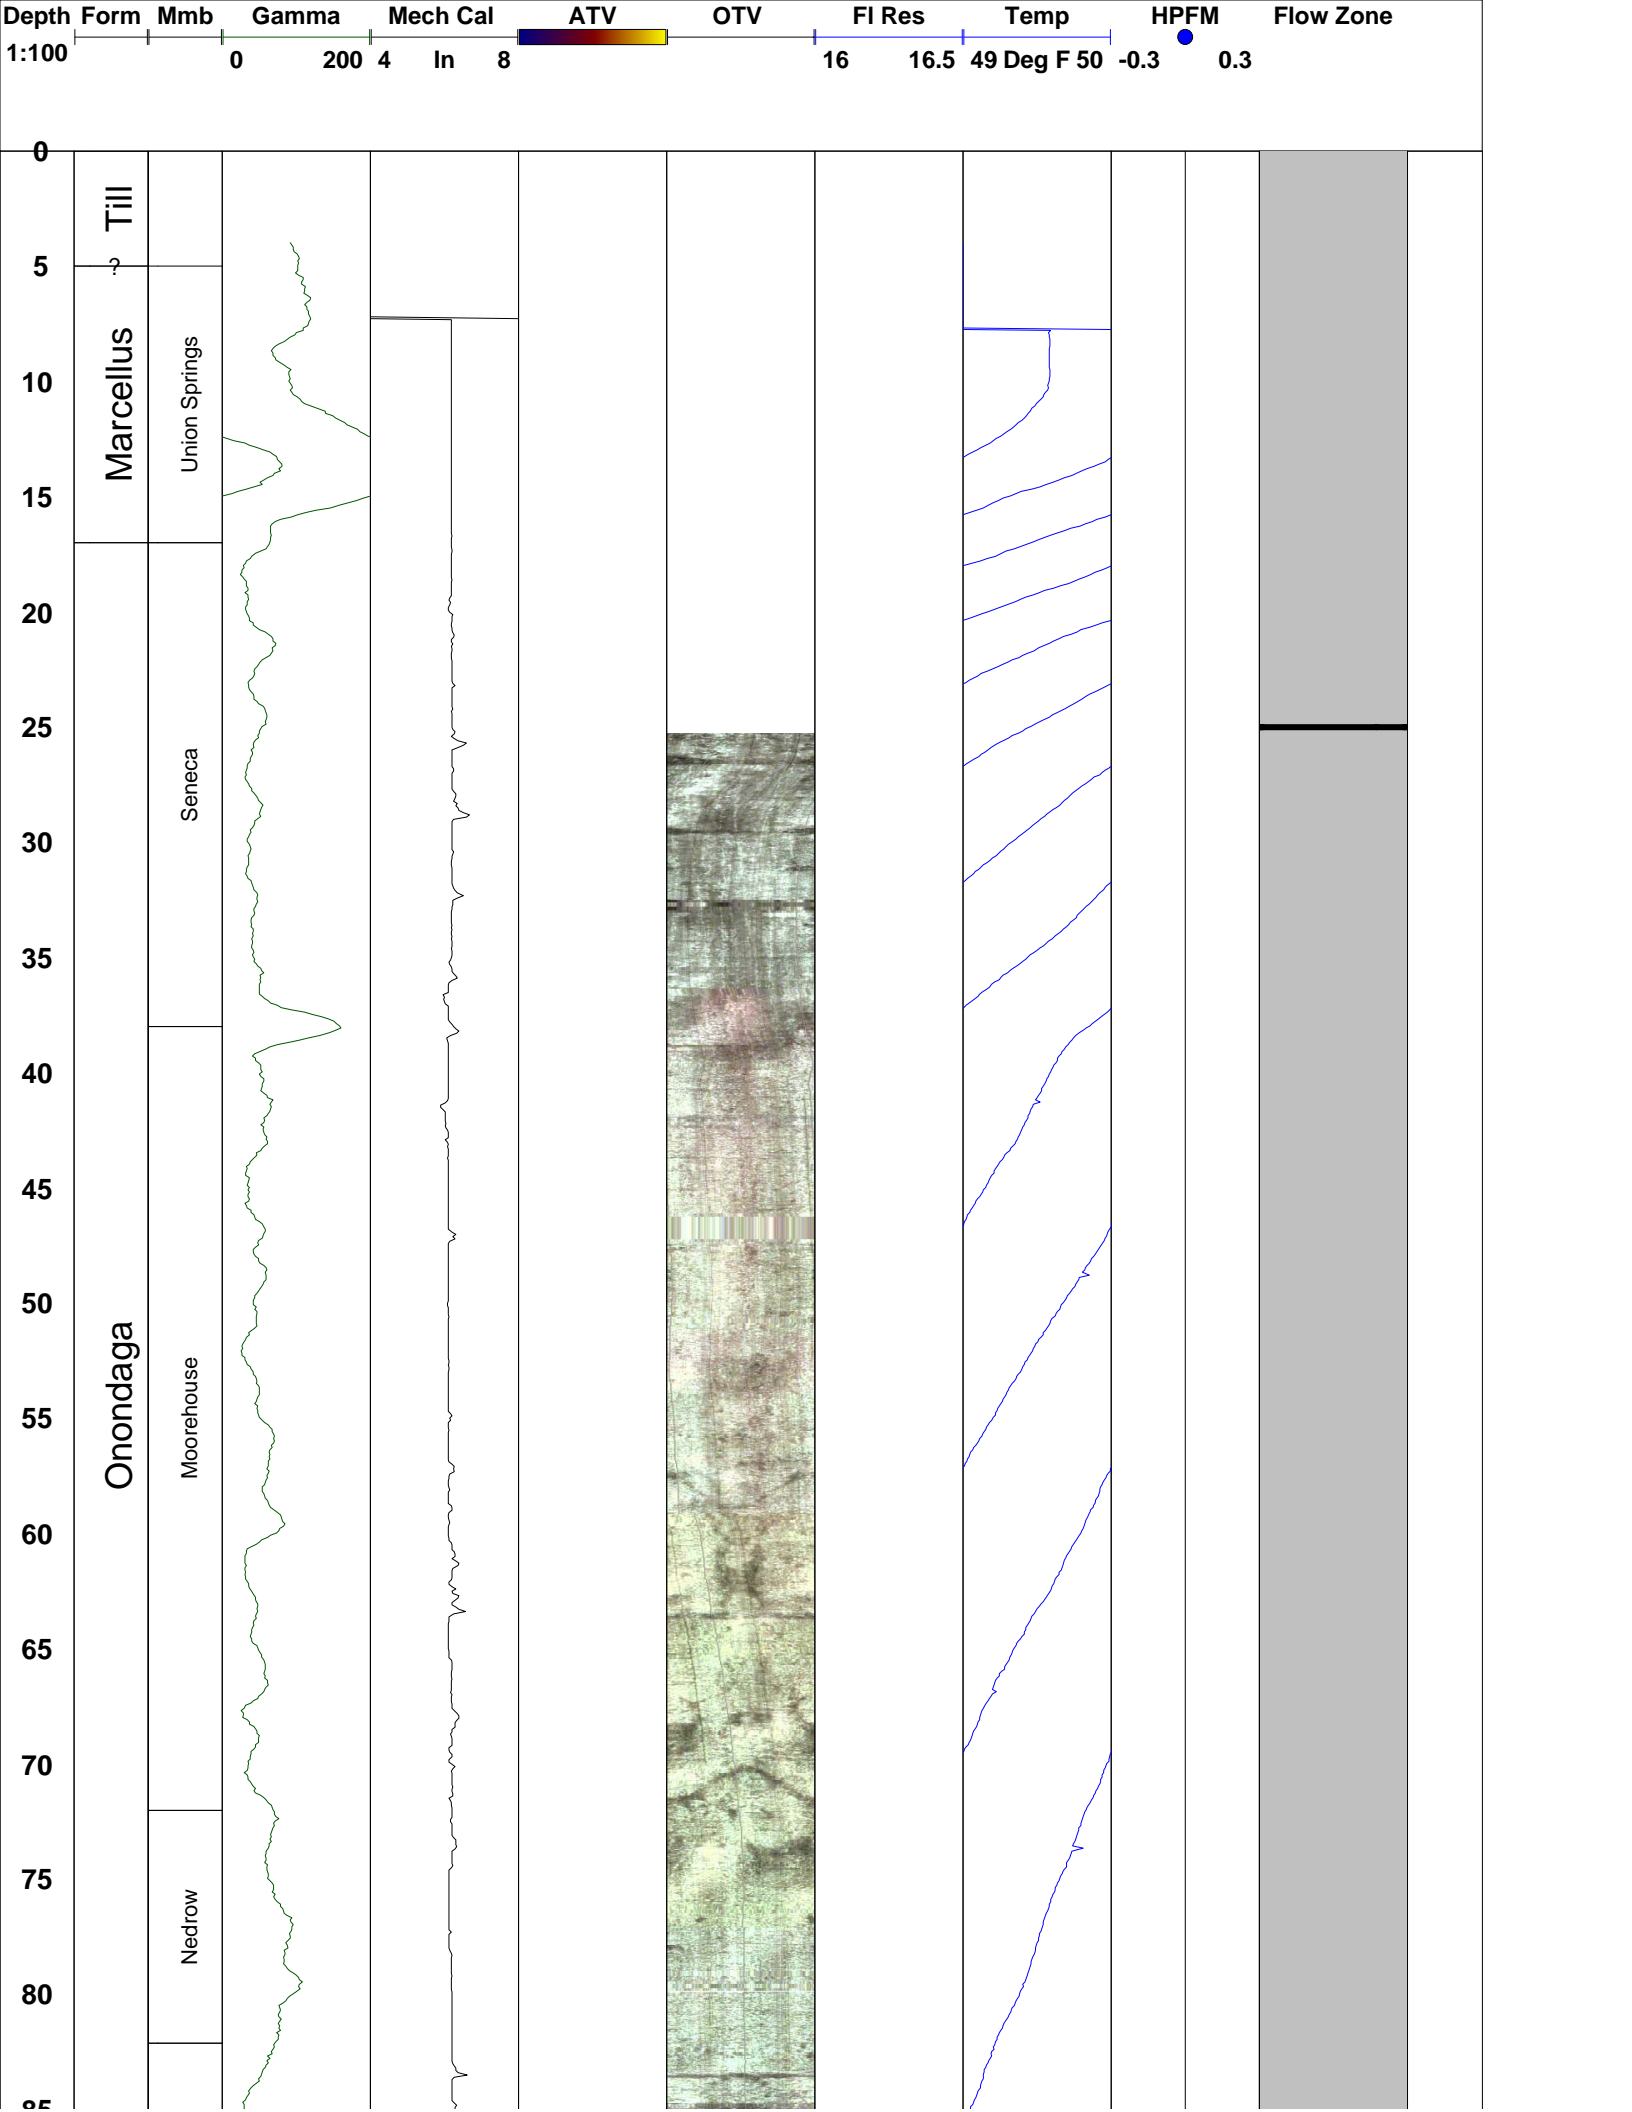 Depth Form Mmb Gamma Mech Cal ATV OTV Fl Res Temp HPFM Flow Zone
1:100 0 200 4 In 8 16 16.5 49 Deg F 50 -0.3 0.3
0
Till
5
?
Marcellus
Union Springs
10
15
20
25
Seneca
30
35
40
45
50
Onondaga
Moorehouse
55
60
65
70
75
Nedrow
80
85